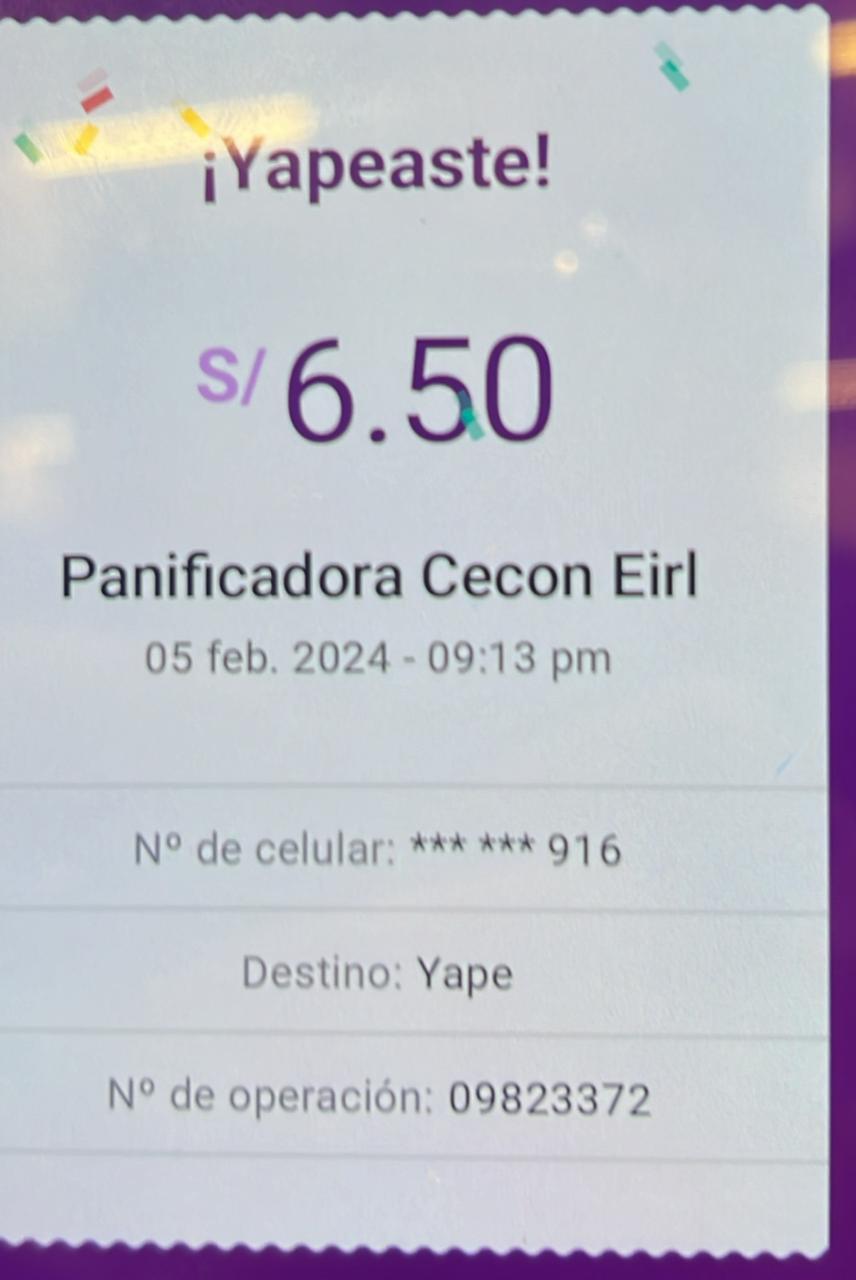 ¡Yapeaste!
S/ 6.50
Panificadora Cecon Eirl
05 feb. 2024 - 09:13 pm
Nº de celular: *** *** 916
Destino: Yape
Nº de operación: 09823372